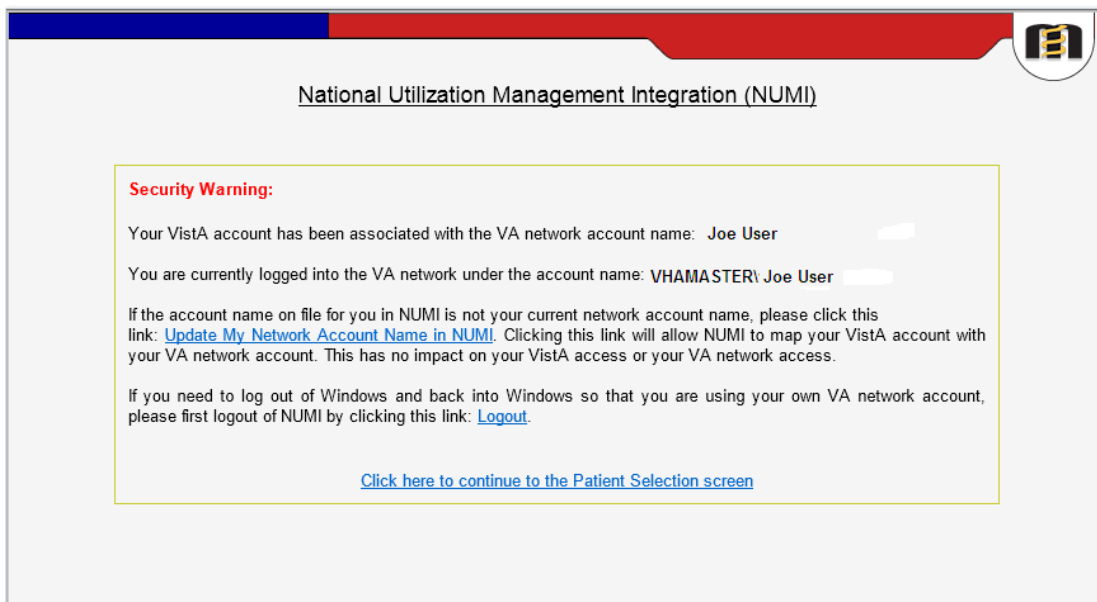 National Utilization Management Integration (NUMI)
Security Warning:
Your VistA account has been associated with the VA network account name: Joe User
You are currently logged into the VA network under the account name: VHAMASTER\ Joe User
If the account name on file for you in NUMI is not your current network account name, please click this
link: Update My Network Account Name in NUMI. Clicking this link will allow NUMI to map your VistA account with
your VA network account. This has no impact on your VistA access or your VA network access.
If you need to log out of Windows and back into Windows so that you are using your own VA network account,
please first logout of NUMI by clicking this link: Logout.
Click here to continue to the Patient Selection screen